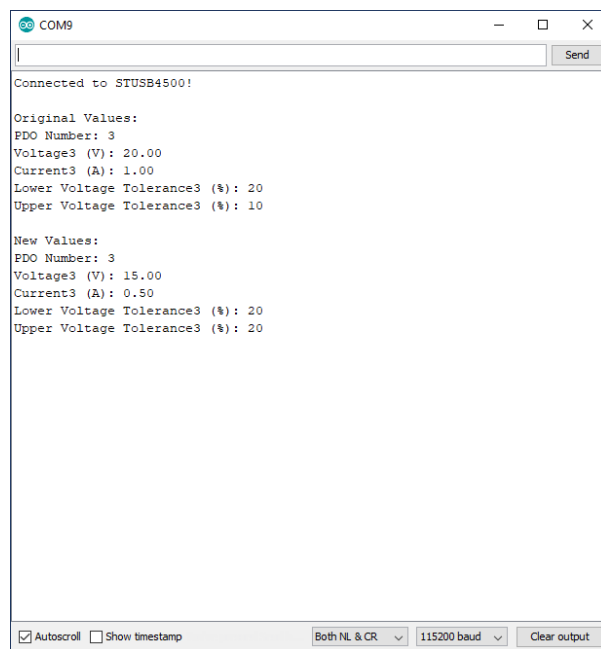 COM9
Send
Connected to STUSB4500!
Original Values:
PDO Number: 3
Voltage3 (V): 20.00
Current3 (A): 1.00
Lower Voltage Tolerance3 (%): 20
Upper Voltage Tolerance3 (%): 10
New Values:
PDO Number: 3
Voltage3 (V): 15.00
Current3 (A): 0.50
Lower Voltage Tolerance3 (%): 20
Upper Voltage Tolerance3 (%): 20
Autoscroll Show timestamp Both NL & CR 115200 baud Clear output